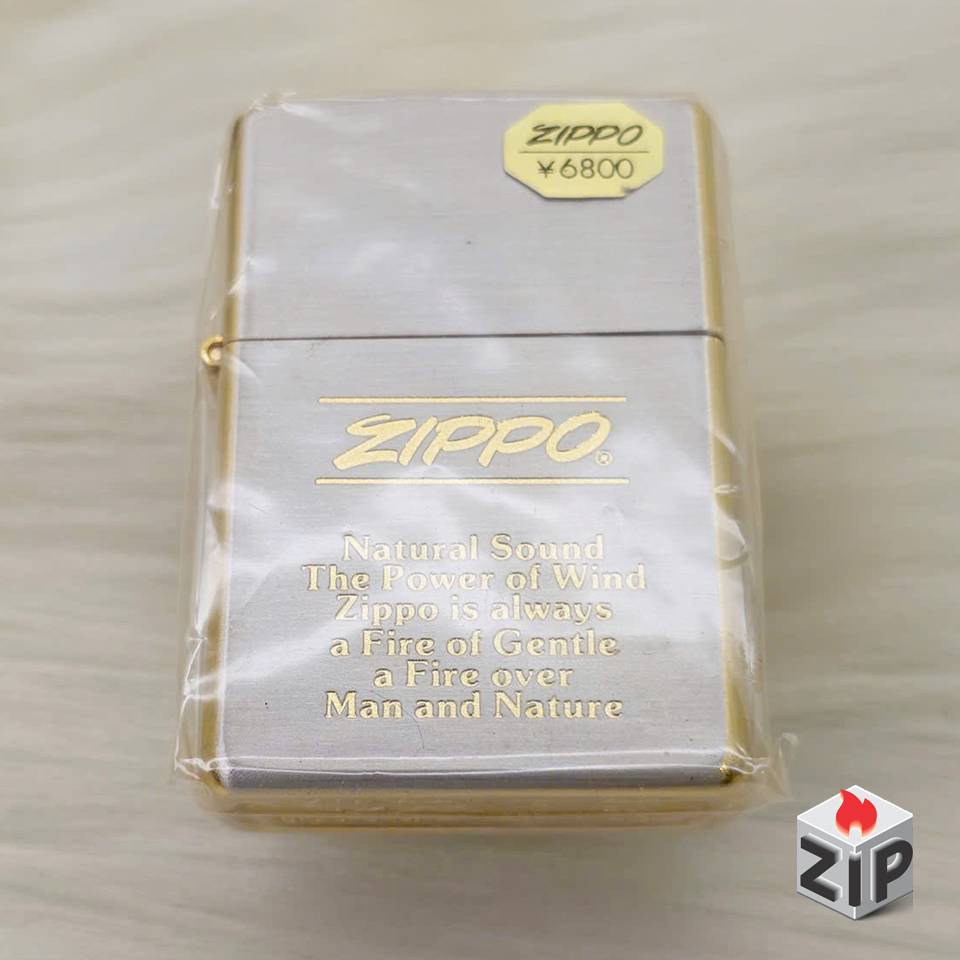 ZIPPO
¥6800
ZIPPO®
Natural Sound
The Power of Wind
Zippo is always
a Fire of Gentle
a Fire over
Man and Nature
ZiP